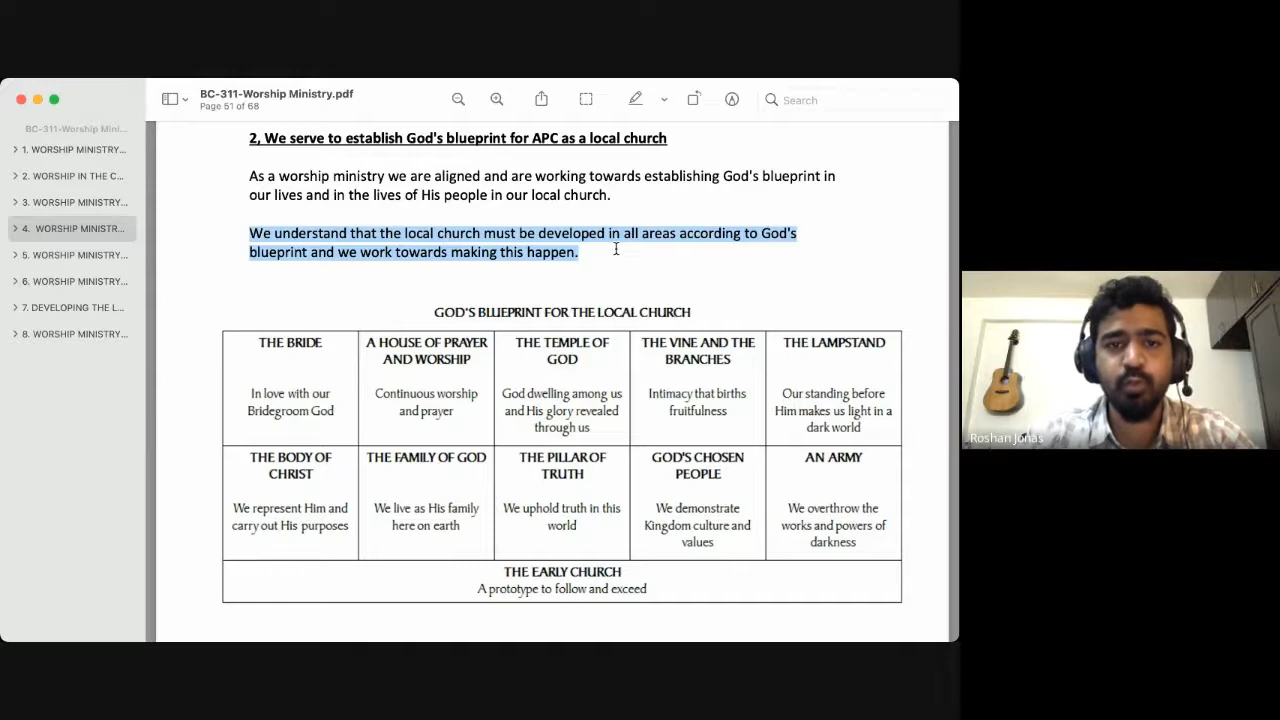 BC-311-Worship Ministry.pdf
Page 51 of 68
Search
BC-311-Worship Mini...
1. WORSHIP MINISTRY...
2. WORSHIP IN THE C...
3. WORSHIP MINISTRY...
4. WORSHIP MINISTR...
5. WORSHIP MINISTRY...
6. WORSHIP MINISTRY...
7. DEVELOPING THE L...
8. WORSHIP MINISTRY...
2, We serve to establish God's blueprint for APC as a local church
As a worship ministry we are aligned and are working towards establishing God's blueprint in
our lives and in the lives of His people in our local church.
We understand that the local church must be developed in all areas according to God's
blueprint and we work towards making this happen.
GOD'S BLUEPRINT FOR THE LOCAL CHURCH
THE BRIDE
In love with our
Bridegroom God
A HOUSE OF PRAYER
AND WORSHIP
Continuous worship
and prayer
THE TEMPLE OF
GOD
God dwelling among us
and His glory revealed
through us
THE VINE AND THE
BRANCHES
Intimacy that births
fruitfulness
THE LAMPSTAND
Our standing before
Him makes us light in a
dark world
THE BODY OF
CHRIST
We represent Him and
carry out His purposes
THE FAMILY OF GOD
We live as His family
here on earth
THE PILLAR OF
TRUTH
We uphold truth in this
world
GOD'S CHOSEN
PEOPLE
We demonstrate
Kingdom culture and
values
AN ARMY
We overthrow the
works and powers of
darkness
THE EARLY CHURCH
A prototype to follow and exceed
Roshan Jonas